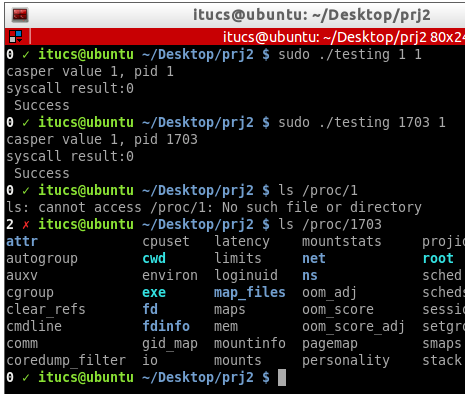 itucs@ubuntu: ~/Desktop/prj2
itucs@ubuntu: ~/Desktop/prj2 80x24
0 ✓ itucs@ubuntu ~/Desktop/prj2 $ sudo ./testing 1 1
casper value 1, pid 1
syscall result:0
 Success
0 ✓ itucs@ubuntu ~/Desktop/prj2 $ sudo ./testing 1703 1
casper value 1, pid 1703
syscall result:0
 Success
0 ✓ itucs@ubuntu ~/Desktop/prj2 $ ls /proc/1
ls: cannot access /proc/1: No such file or directory
2 ✗ itucs@ubuntu ~/Desktop/prj2 $ ls /proc/1703
attr cpuset latency mountstats projic
autogroup cwd limits net root
auxv environ loginuid ns sched
cgroup exe map_files oom_adj scheds
clear_refs fd maps oom_score sessio
cmdline fdinfo mem oom_score_adj setgro
comm gid_map mountinfo pagemap smaps
coredump_filter io mounts personality stack
0 ✓ itucs@ubuntu ~/Desktop/prj2 $